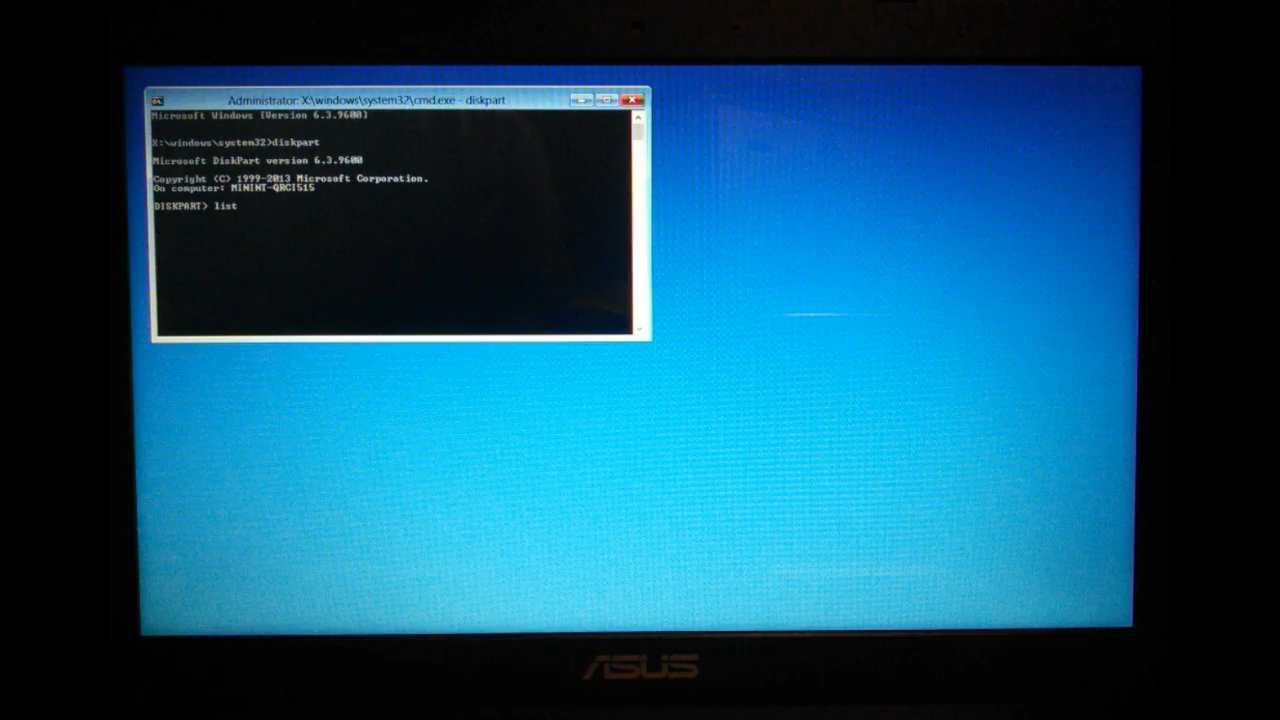 Administrator: X:\windows\system32\cmd.exe - diskpart
Microsoft Windows [Version 6.3.9600]
X:\windows\system32>diskpart
Microsoft DiskPart version 6.3.9600
Copyright (C) 1999-2013 Microsoft Corporation.
On computer: MININT-QRCI515
DISKPART> list
ASUS